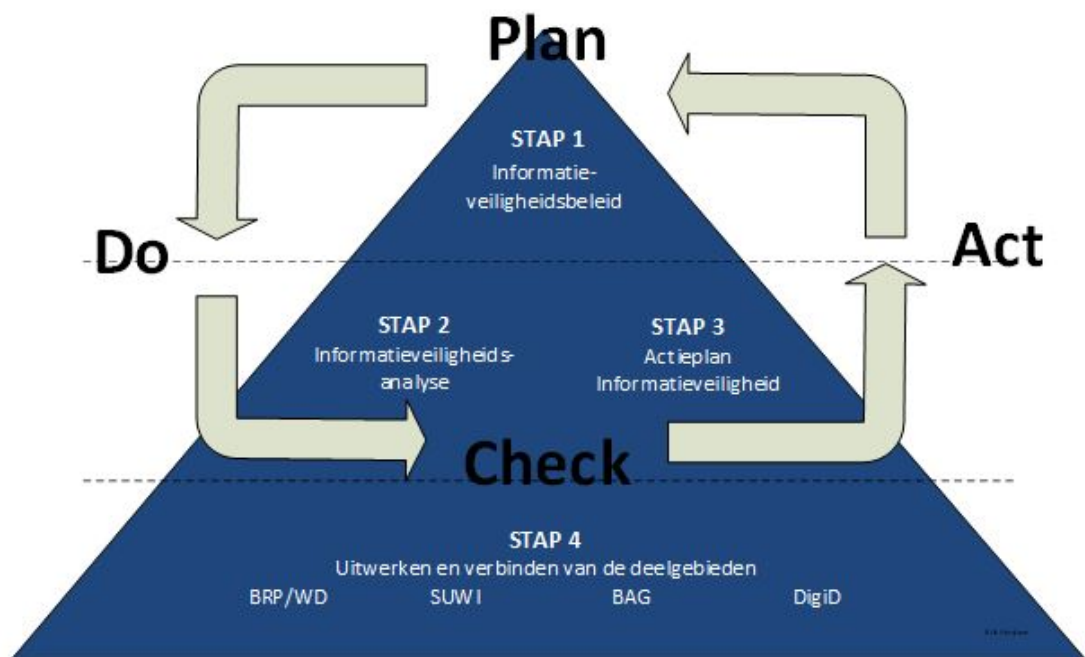 Plan
STAP 1
Informatie-
veiligheidsbeleid
Do
Act
STAP 2
Informatieveiligheids-
analyse
STAP 3
Actieplan
Informatieveiligheid
Check
STAP 4
Uitwerken en verbinden van de deelgebieden
BRP/WD SUWI BAG DigiD